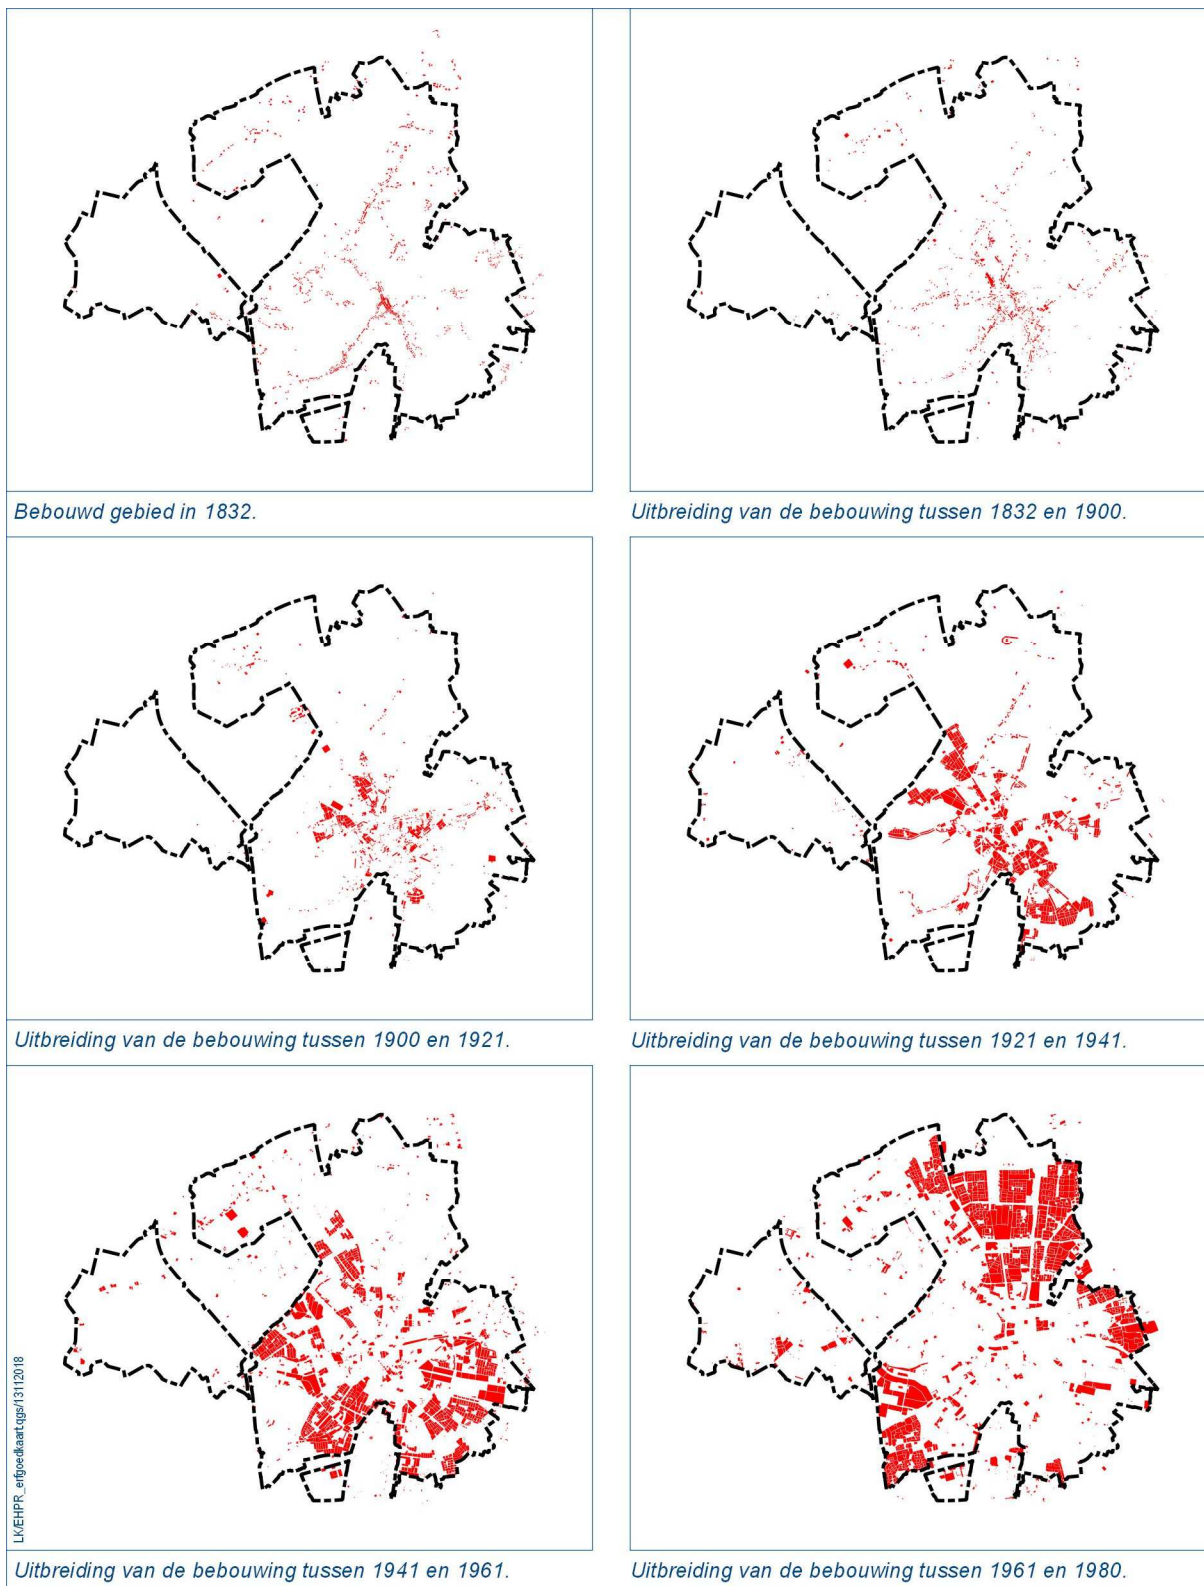 Bebouwd gebied in 1832.
Uitbreiding van de bebouwing tussen 1832 en 1900.
Uitbreiding van de bebouwing tussen 1900 en 1921.
Uitbreiding van de bebouwing tussen 1921 en 1941.
LK/EHPR_erfgoedkaart.qgs/13112018
Uitbreiding van de bebouwing tussen 1941 en 1961.
Uitbreiding van de bebouwing tussen 1961 en 1980.